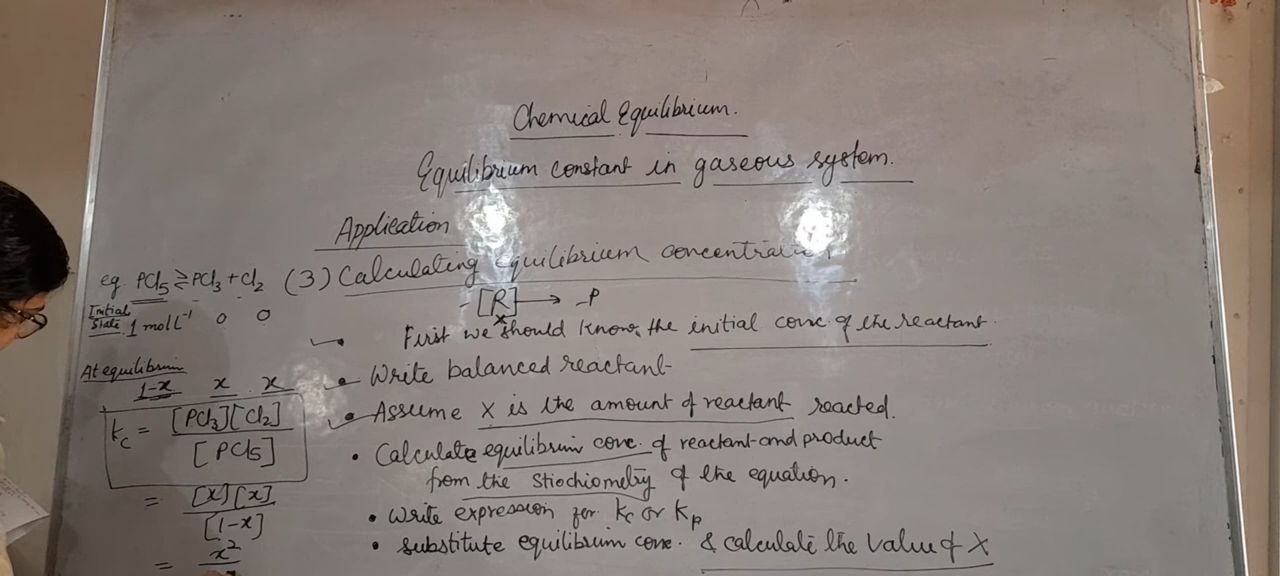 Chemical Equilibrium.
Equilibrium constant in gaseous system.
Application
(3) Calculating equilibrium concentration
[R] → P
x
First we should know, the initial conc of the reactant.
• Write balanced reactant
• Assume X is the amount of reactant reacted.
• Calculate equilibrium conc. of reactant and product
from the stiochiometry of the equation.
• Write expression for Kc or Kp
• substitute equilibrium conc. & calculate the value of X
eg. PCl5 ⇌ PCl3 + Cl2
Initial
State 1 mol L⁻¹ 0 0
At equilibrium
1-x x x
Kc = [PCl3][Cl2]
[PCl5]
= [x][x]
[1-x]
= x²